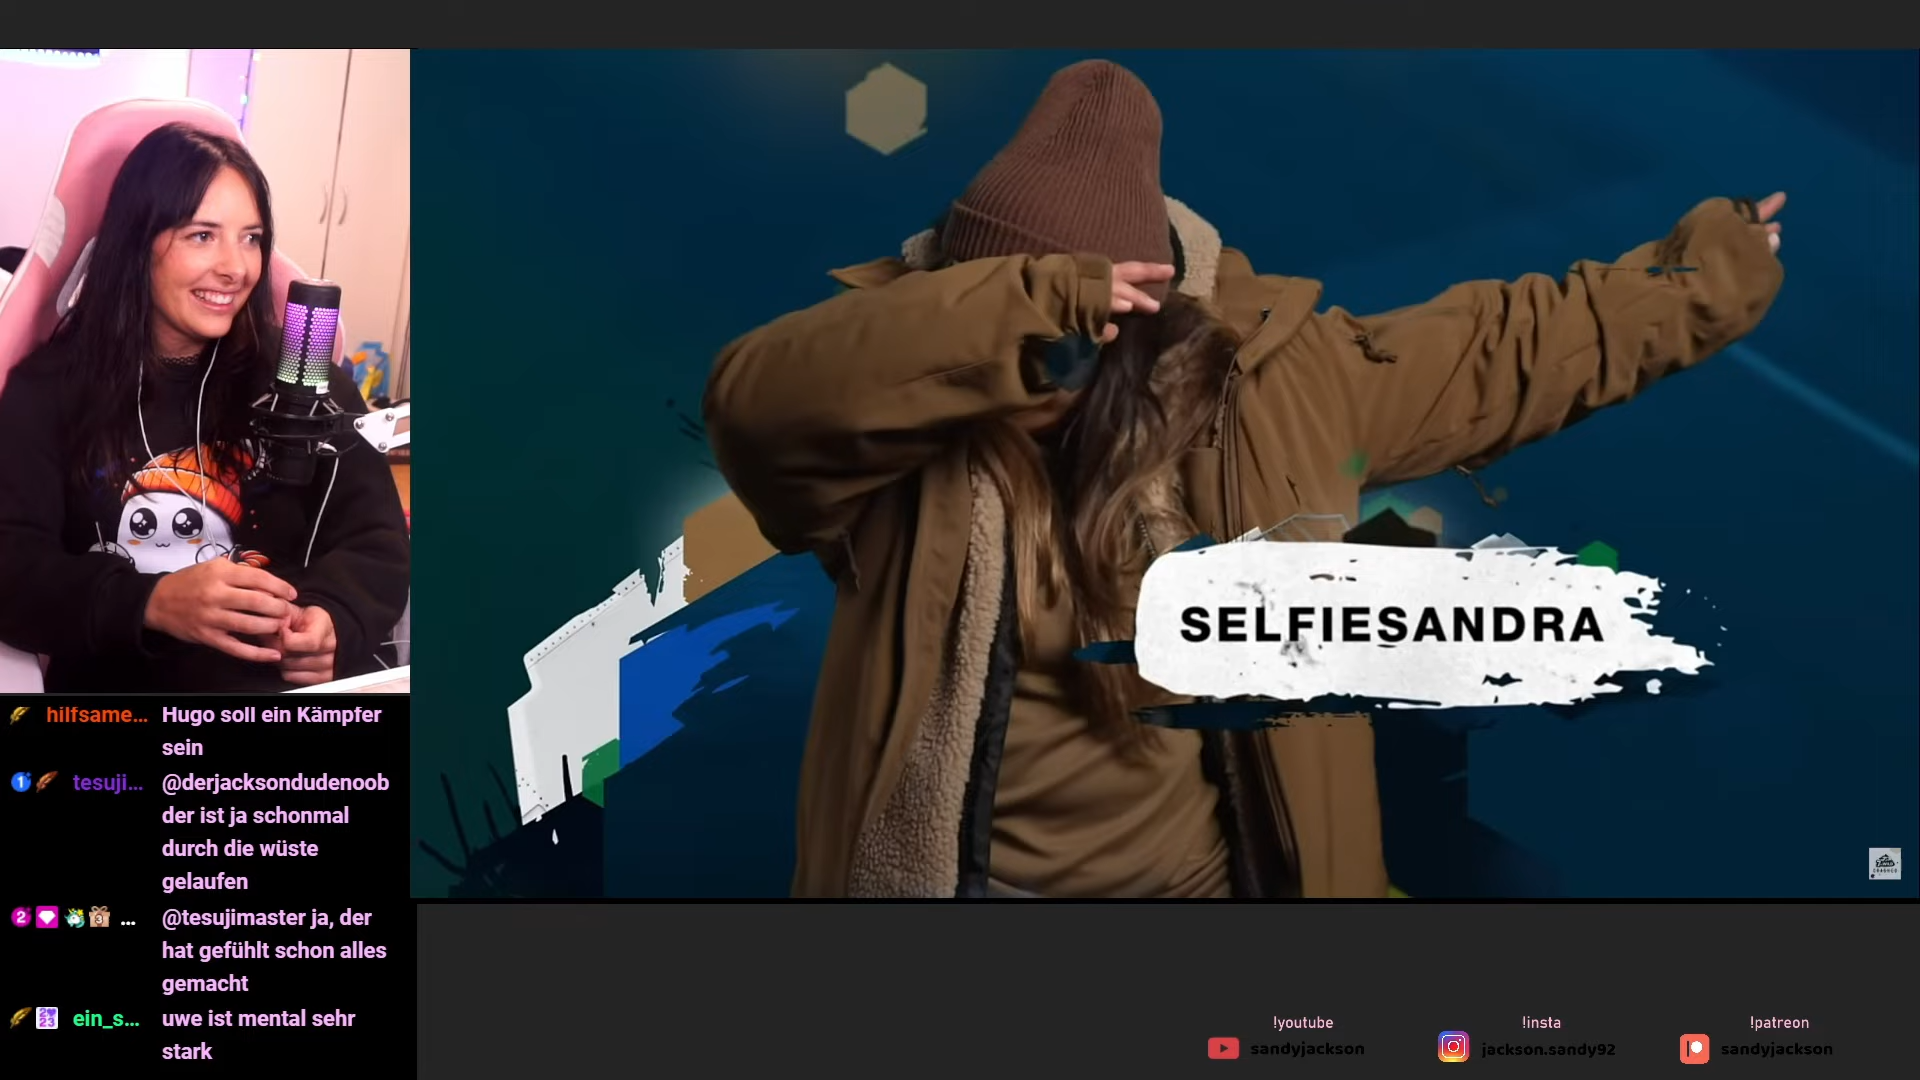 SELFIESANDRA
hilfsame... Hugo soll ein Kämpfer
sein
tesuji... @derjacksondudenoob
der ist ja schonmal
durch die wüste
gelaufen
... @tesujimaster ja, der
hat gefühlt schon alles
gemacht
ein_s... uwe ist mental sehr
stark
!youtube
sandyjackson
!insta
jackson.sandy92
!patreon
sandyjackson